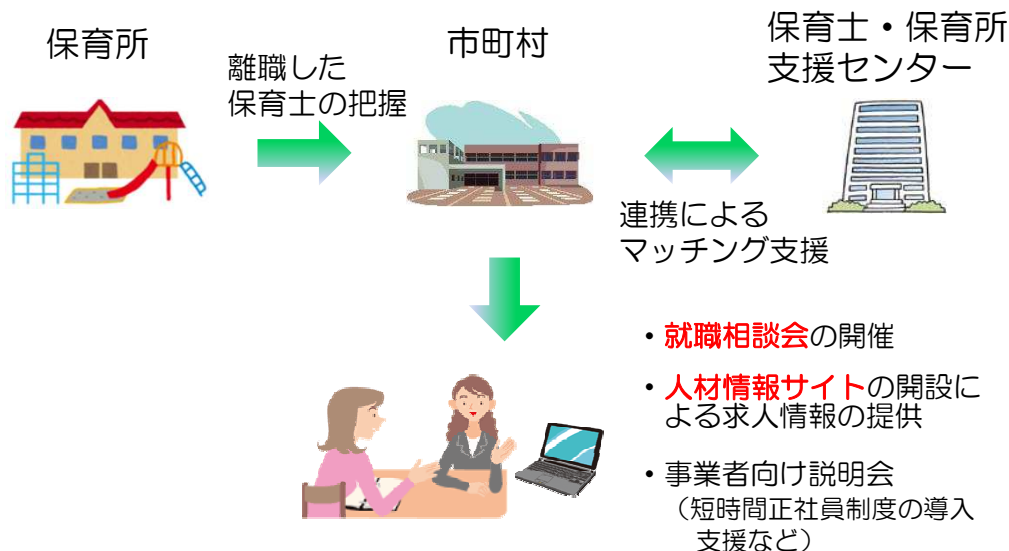 保育所
離職した
保育士の把握
市町村
保育士・保育所
支援センター
連携による
マッチング支援
・就職相談会の開催
・人材情報サイトの開設に
よる求人情報の提供
・事業者向け説明会
（短時間正社員制度の導入
支援など）